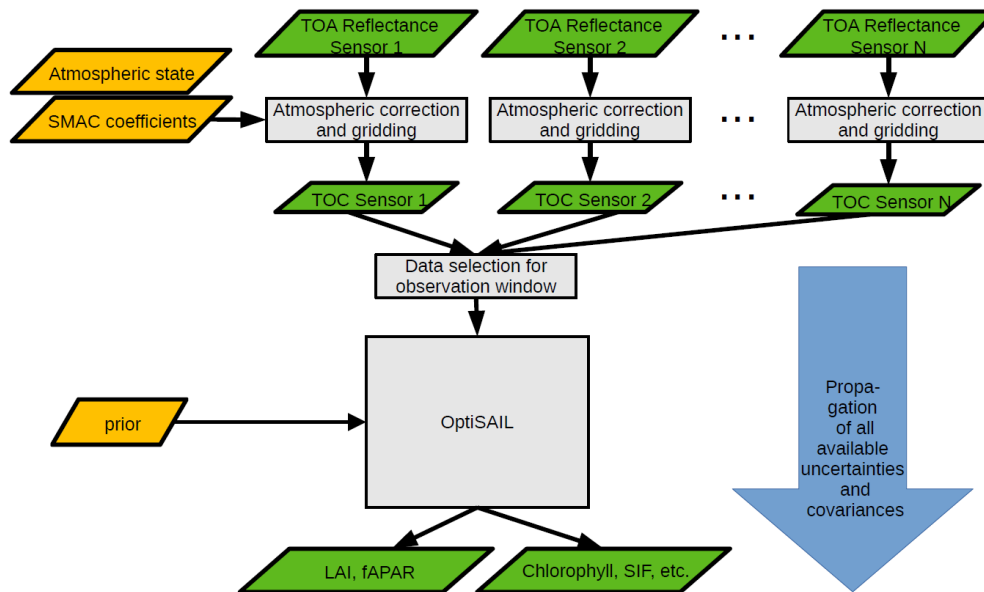 TOA Reflectance
Sensor 1
TOA Reflectance
Sensor 2
...
TOA Reflectance
Sensor N
Atmospheric state
SMAC coefficients
Atmospheric correction
and gridding
Atmospheric correction
and gridding
...
Atmospheric correction
and gridding
TOC Sensor 1
TOC Sensor 2
...
TOC Sensor N
Data selection for
observation window
OptiSAIL
prior
Propa-
gation
of all
available
uncertainties
and
covariances
LAI, fAPAR
Chlorophyll, SIF, etc.